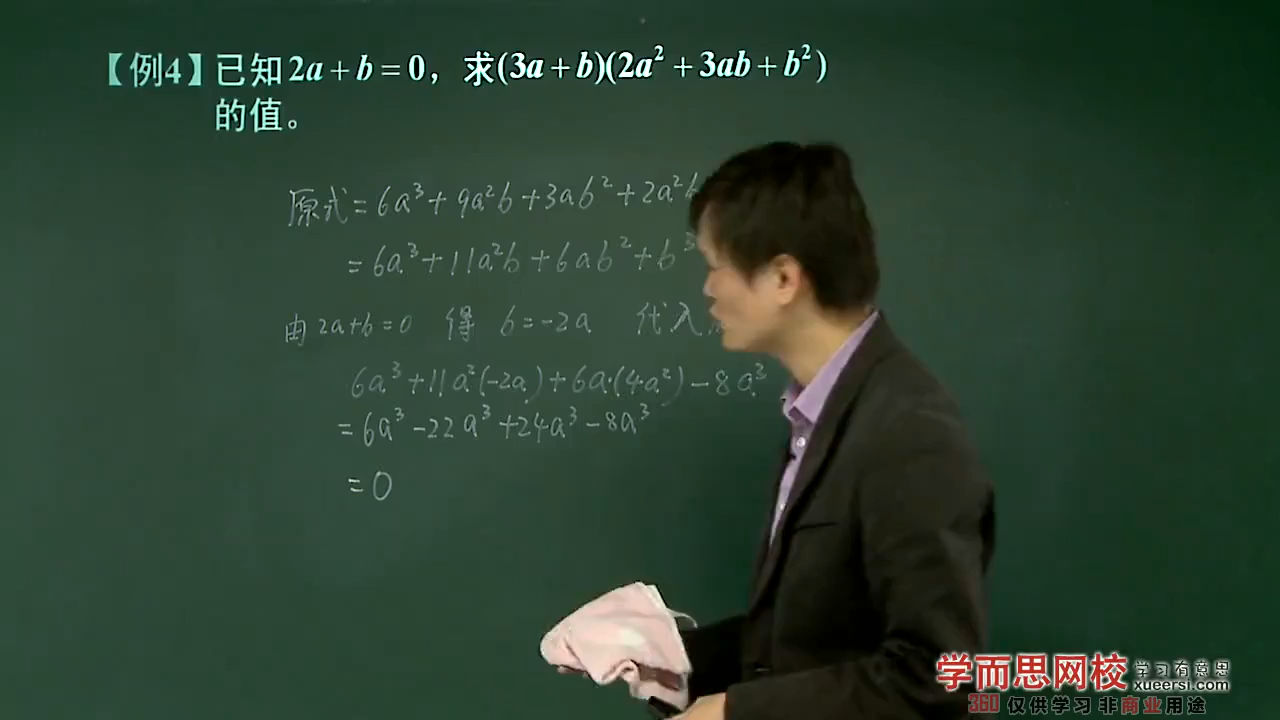 【例4】已知2a+b=0，求(3a+b)(2a²+3ab+b²)
的值。
原式=6a³+9a²b+3ab²+2a²b
=6a³+11a²b+6ab²+b³
由2a+b=0 得 b=-2a 代入
6a³+11a²(-2a)+6a·(4a²)-8a³
=6a³-22a³+24a³-8a³
=0
学而思网校 学习有意思
xueersi.com
360 仅供学习 非商业用途